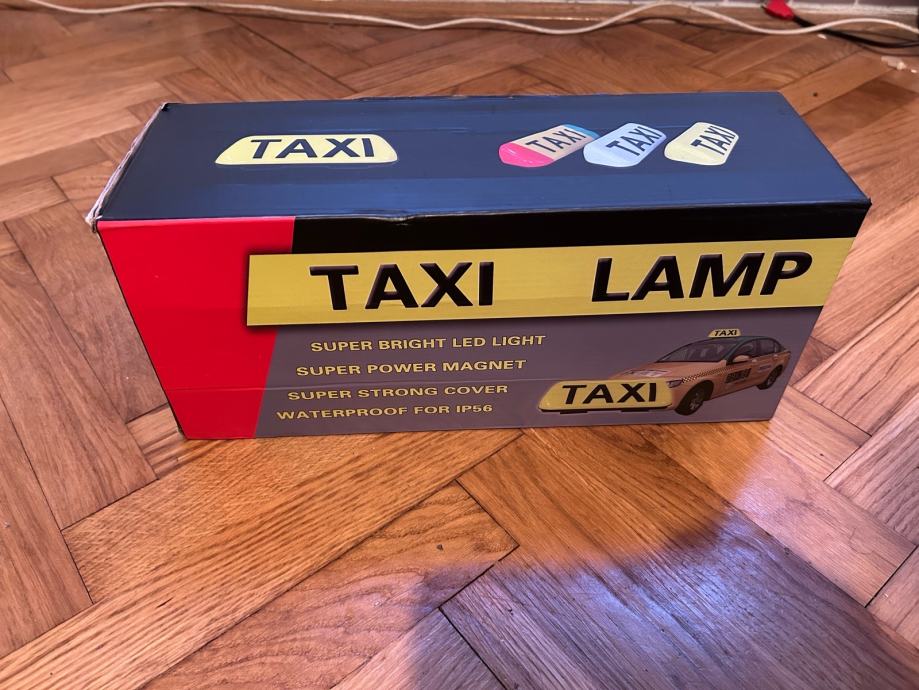 TAXI
TAXI TAXI TAXI
TAXI LAMP
SUPER BRIGHT LED LIGHT
SUPER POWER MAGNET
SUPER STRONG COVER
WATERPROOF FOR IP56
TAXI
TAXI